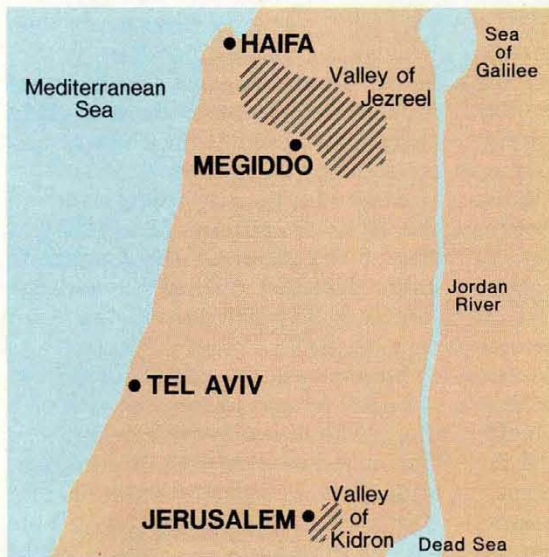 HAIFA
Sea
of
Galilee
Mediterranean
Sea
Valley of
Jezreel
MEGIDDO
Jordan
River
TEL AVIV
JERUSALEM
Valley
of
Kidron
Dead Sea